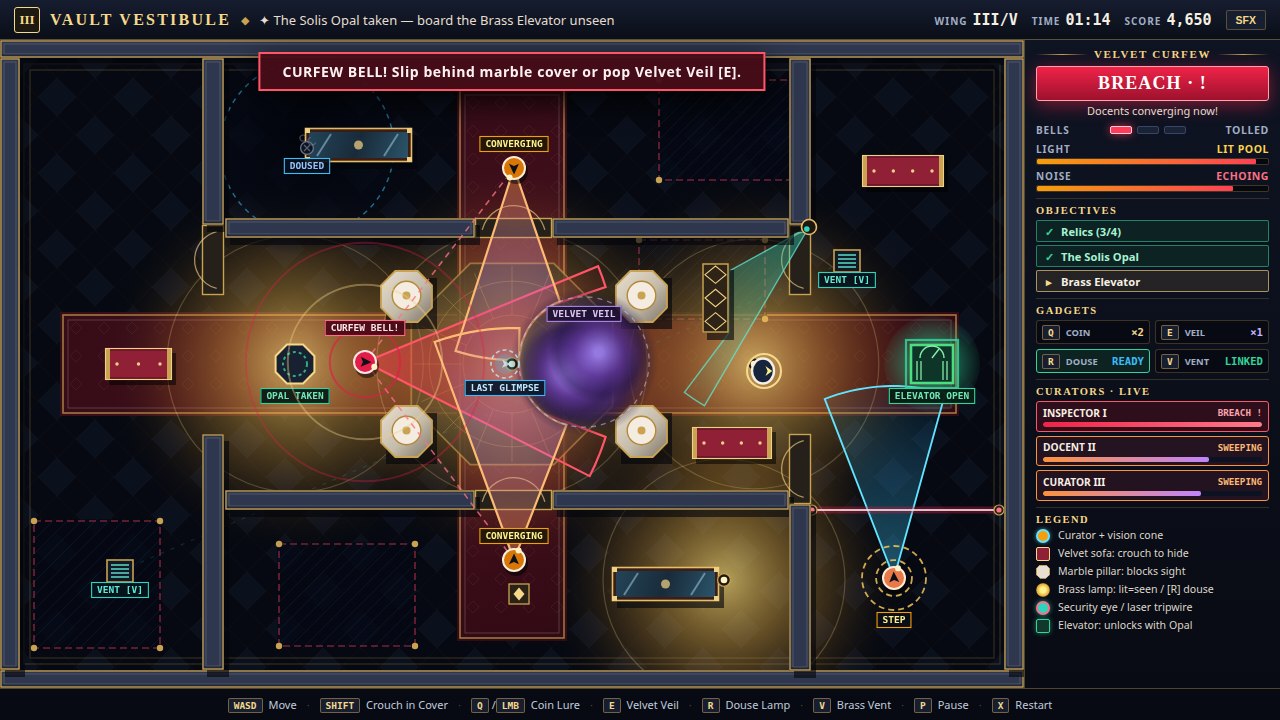 III VAULT VESTIBULE ◆ ✦ The Solis Opal taken — board the Brass Elevator unseen WING III/V TIME 01:14 SCORE 4,650 SFX
CURFEW BELL! Slip behind marble cover or pop Velvet Veil [E].
CONVERGING
DOUSED
VENT [V]
VELVET VEIL
CURFEW BELL!
LAST GLIMPSE
OPAL TAKEN
ELEVATOR OPEN
CONVERGING
VENT [V]
STEP
VELVET CURFEW
BREACH · !
Docents converging now!
BELLS TOLLED
LIGHT LIT POOL
NOISE ECHOING
OBJECTIVES
✓ Relics (3/4)
✓ The Solis Opal
► Brass Elevator
GADGETS
Q COIN ×2 E VEIL ×1
R DOUSE READY V VENT LINKED
CURATORS · LIVE
INSPECTOR I BREACH !
DOCENT II SWEEPING
CURATOR III SWEEPING
LEGEND
Curator + vision cone
Velvet sofa: crouch to hide
Marble pillar: blocks sight
Brass lamp: lit=seen / [R] douse
Security eye / laser tripwire
Elevator: unlocks with Opal
WASD Move · SHIFT Crouch in Cover · Q / LMB Coin Lure · E Velvet Veil · R Douse Lamp · V Brass Vent · P Pause · X Restart